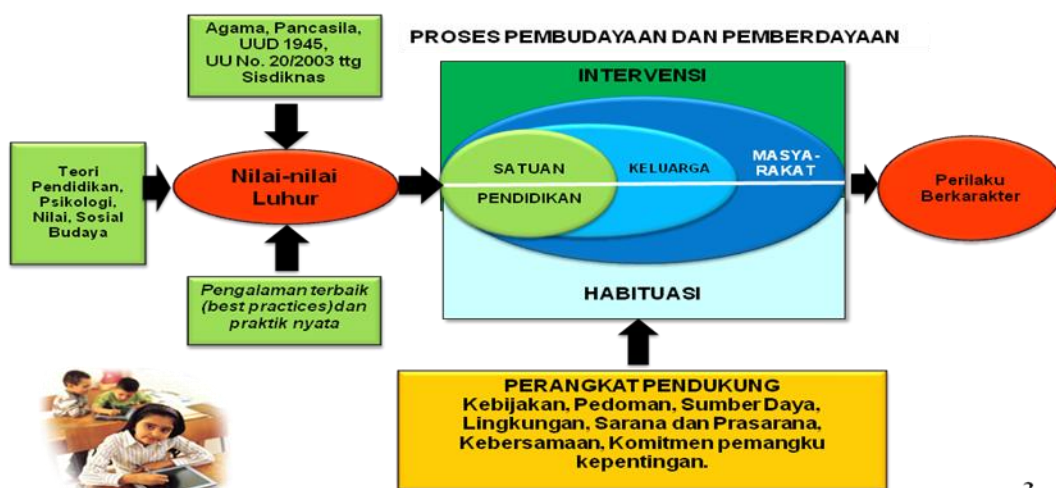 Agama, Pancasila,
UUD 1945,
UU No. 20/2003 ttg
Sisdiknas
PROSES PEMBUDAYAAN DAN PEMBERDAYAAN
INTERVENSI
Teori
Pendidikan,
Psikologi,
Nilai, Sosial
Budaya
Nilai-nilai
Luhur
SATUAN
PENDIDIKAN
KELUARGA
MASYA-
RAKAT
Perilaku
Berkarakter
HABITUASI
Pengalaman terbaik
(best practices)dan
praktik nyata
PERANGKAT PENDUKUNG
Kebijakan, Pedoman, Sumber Daya,
Lingkungan, Sarana dan Prasarana,
Kebersamaan, Komitmen pemangku
kepentingan.